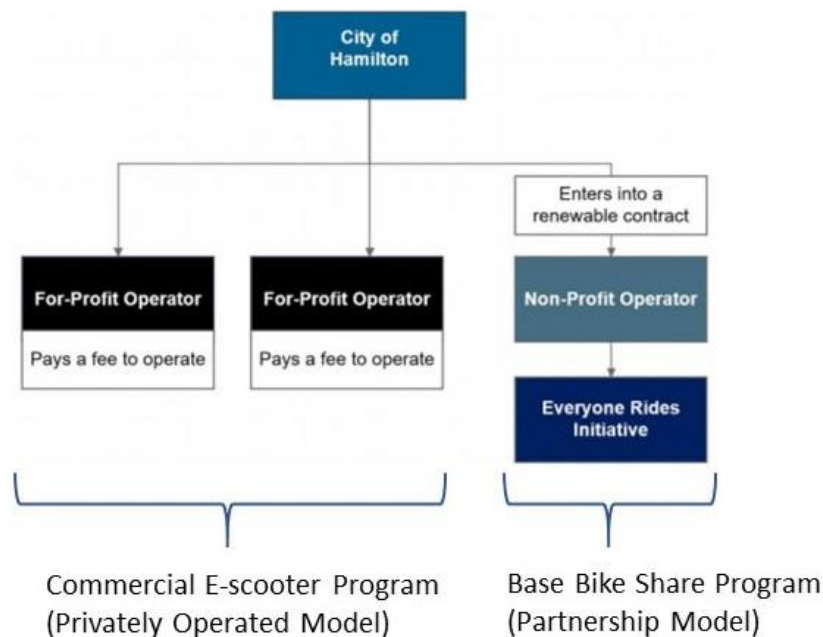 City of
Hamilton
Enters into a
renewable contract
For-Profit Operator
For-Profit Operator
Non-Profit Operator
Pays a fee to operate
Pays a fee to operate
Everyone Rides
Initiative
Commercial E-scooter Program
(Privately Operated Model)
Base Bike Share Program
(Partnership Model)